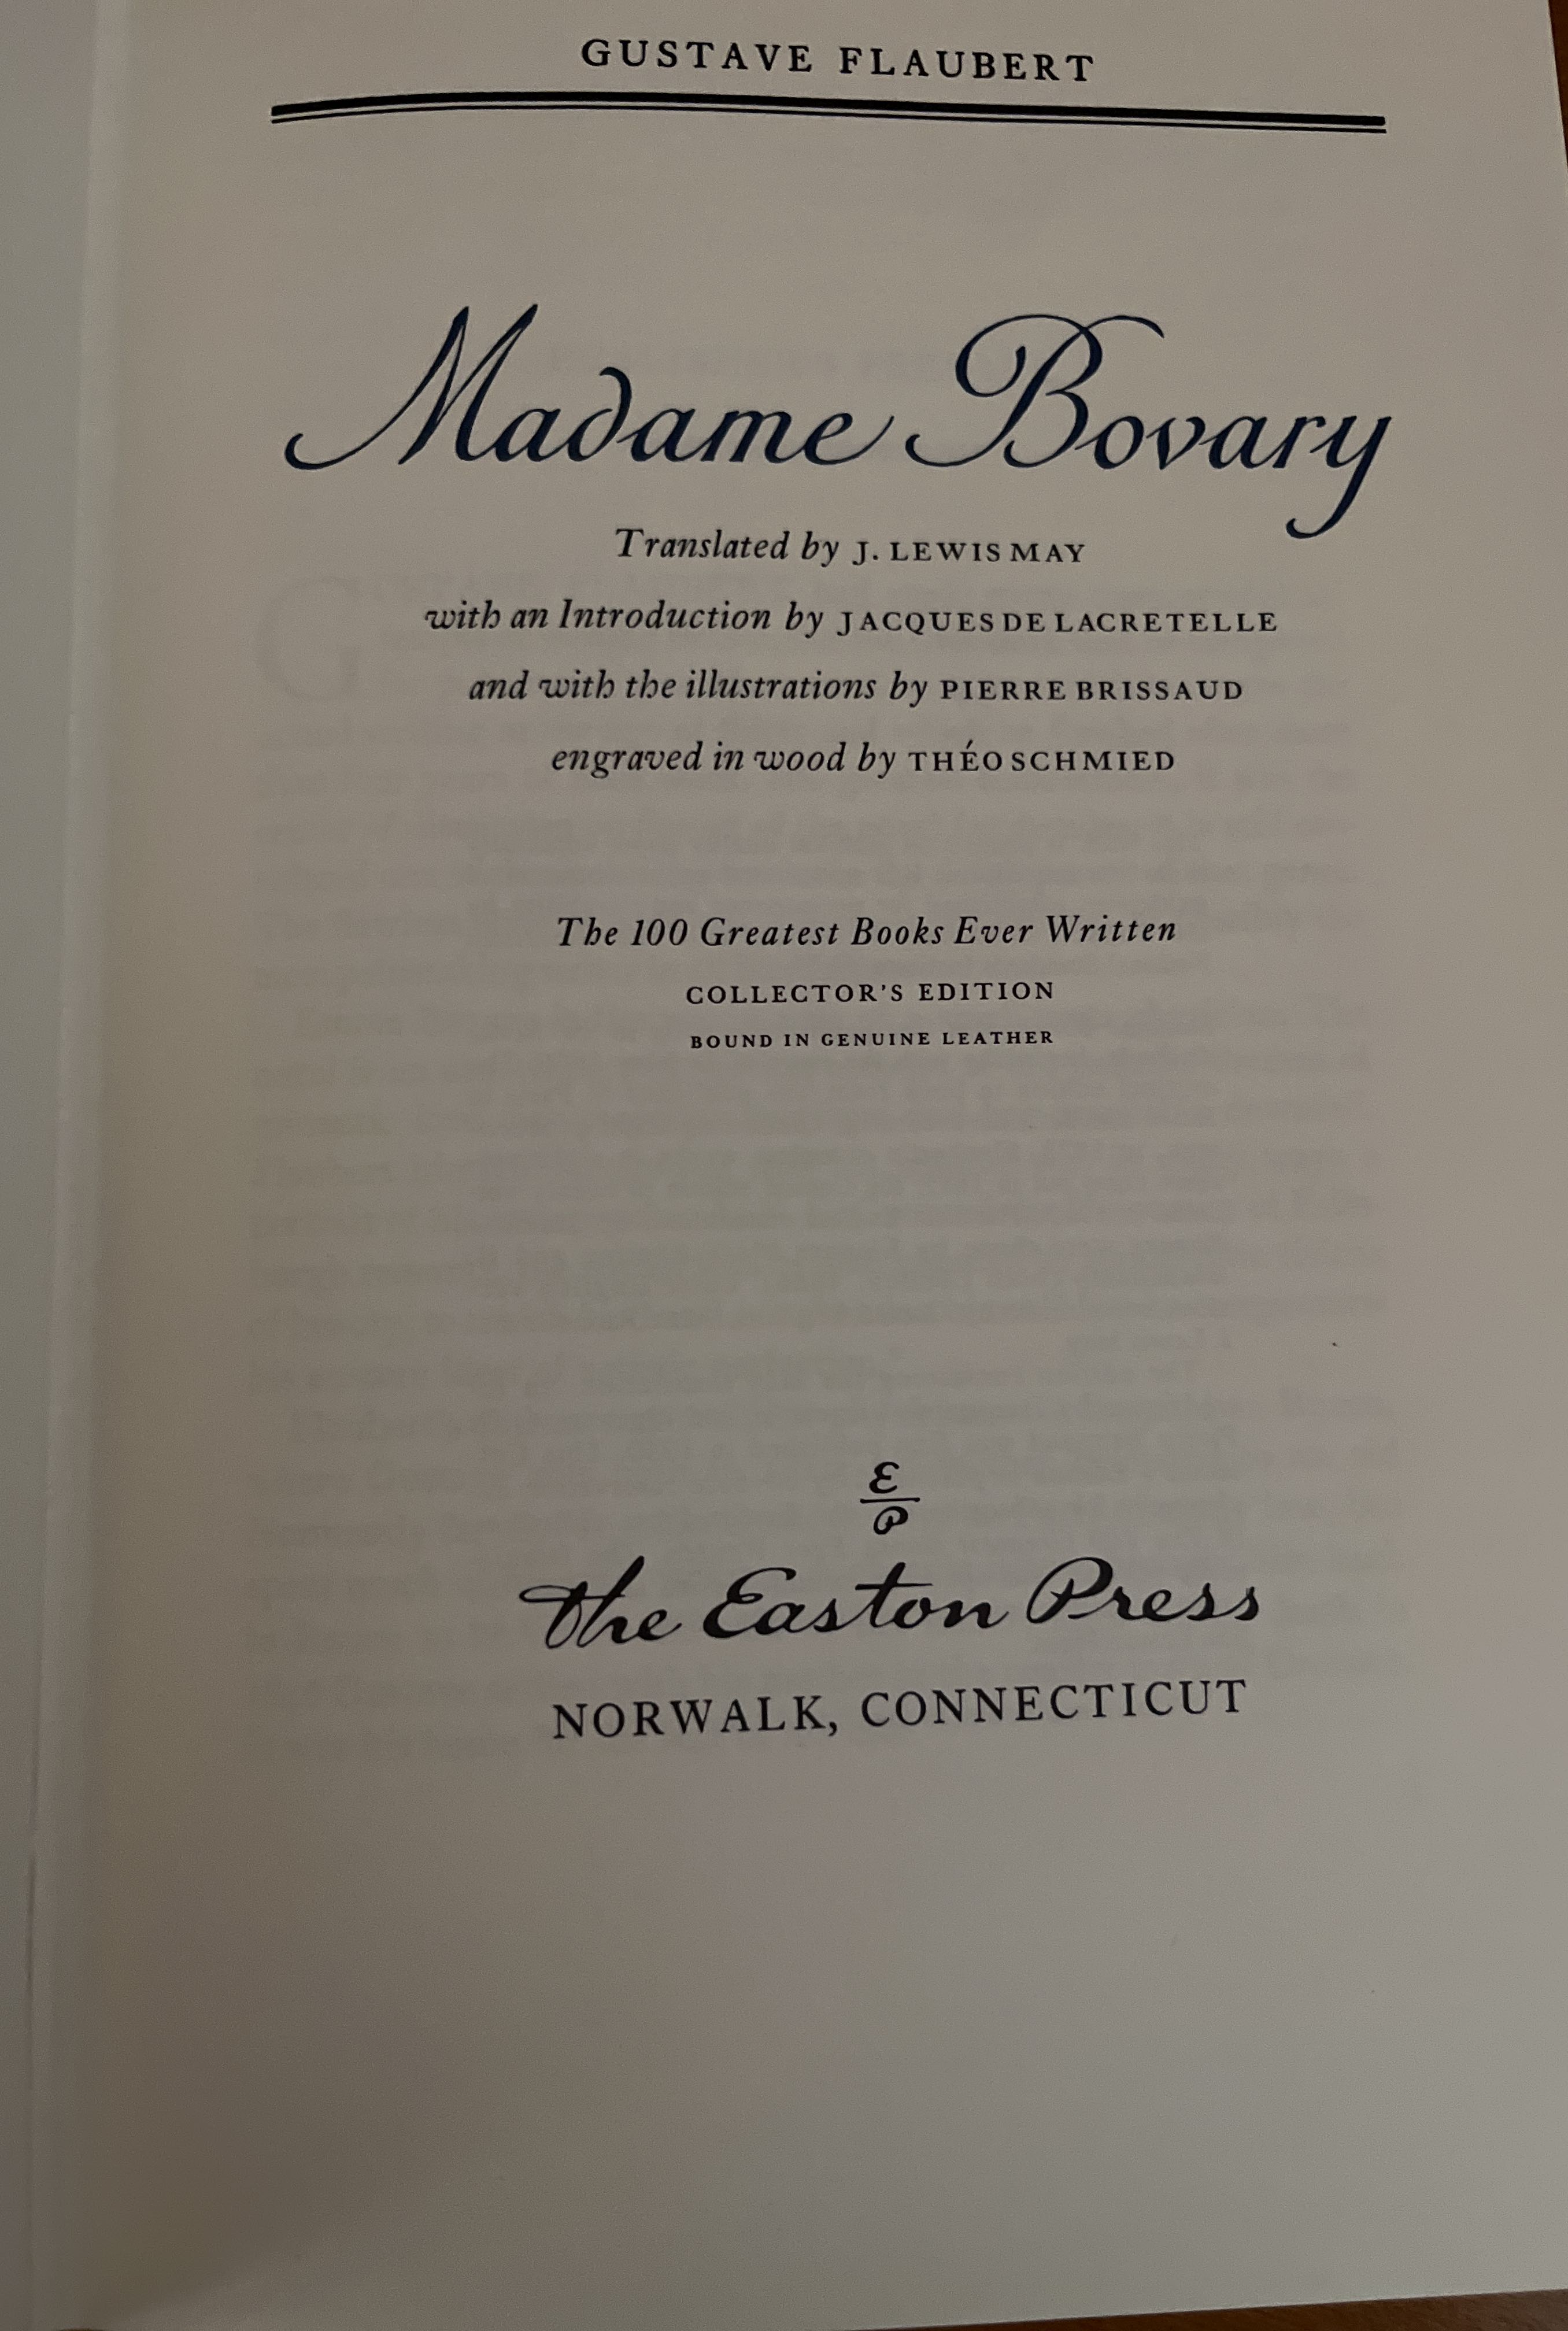 GUSTAVE FLAUBERT
Madame Bovary
Translated by J. LEWIS MAY
with an Introduction by JACQUES DE LACRETELLE
and with the illustrations by PIERRE BRISSAUD
engraved in wood by THÉO SCHMIED
The 100 Greatest Books Ever Written
COLLECTOR'S EDITION
BOUND IN GENUINE LEATHER
E
P
The Easton Press
NORWALK, CONNECTICUT